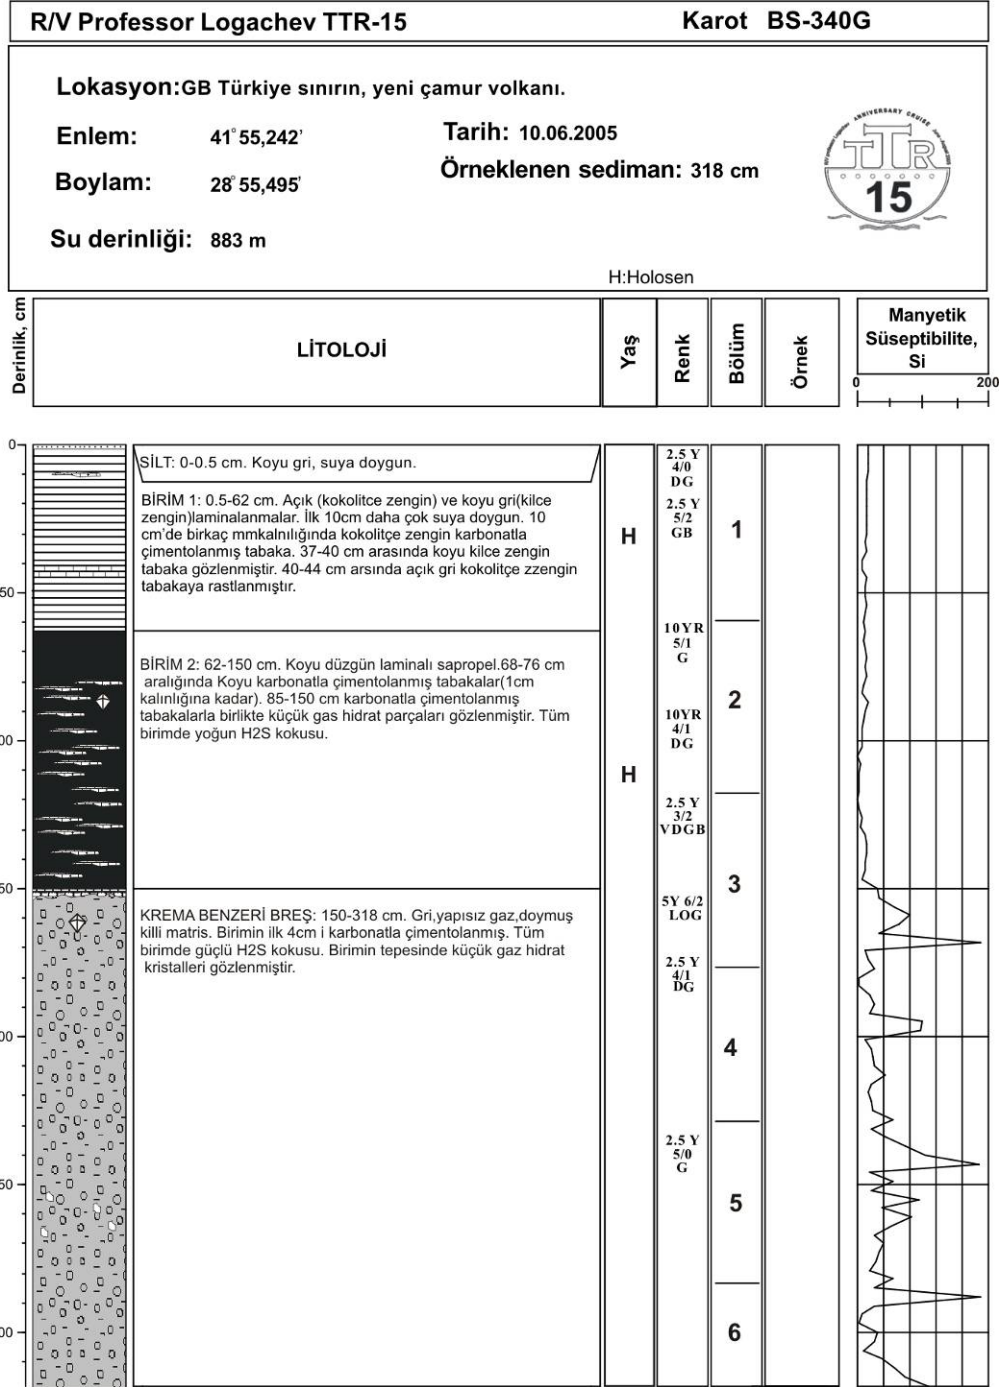 R/V Professor Logachev TTR-15
Karot BS-340G
Lokasyon:GB Türkiye sınırın, yeni çamur volkanı.
Enlem: 41° 55,242'
Tarih: 10.06.2005
Boylam: 28° 55,495'
Örneklenen sediman: 318 cm
Su derinliği: 883 m
ANNIVERSARY CRUISE
TTR
15
H:Holosen
Derinlik, cm
LİTOLOJİ
Yaş
Renk
Bölüm
Örnek
Manyetik
Süseptibilite,
Si
0
200
0
SİLT: 0-0.5 cm. Koyu gri, suya doygun.
BİRİM 1: 0.5-62 cm. Açık (kokolitce zengin) ve koyu gri(kilce
zengin)laminalanmalar. İlk 10cm daha çok suya doygun. 10
cm'de birkaç mmkalnılığında kokolitçe zengin karbonatla
çimentolanmış tabaka. 37-40 cm arasında koyu kilce zengin
tabaka gözlenmiştir. 40-44 cm arsında açık gri kokolitçe zzengin
tabakaya rastlanmıştır.
BİRİM 2: 62-150 cm. Koyu düzgün laminalı sapropel.68-76 cm
aralığında Koyu karbonatla çimentolanmış tabakalar(1cm
kalınlığına kadar). 85-150 cm karbonatla çimentolanmış
tabakalarla birlikte küçük gas hidrat parçaları gözlenmiştir. Tüm
birimde yoğun H2S kokusu.
KREMA BENZERİ BREŞ: 150-318 cm. Gri,yapısız gaz,doymuş
killi matris. Birimin ilk 4cm i karbonatla çimentolanmış. Tüm
birimde güçlü H2S kokusu. Birimin tepesinde küçük gaz hidrat
kristalleri gözlenmiştir.
50
00
50
00
50
00
H
H
2.5 Y
4/0
DG
2.5 Y
5/2
GB
10YR
5/1
G
10YR
4/1
DG
2.5 Y
3/2
VDGB
5Y 6/2
LOG
2.5 Y
4/1
DG
2.5 Y
5/0
G
1
2
3
4
5
6